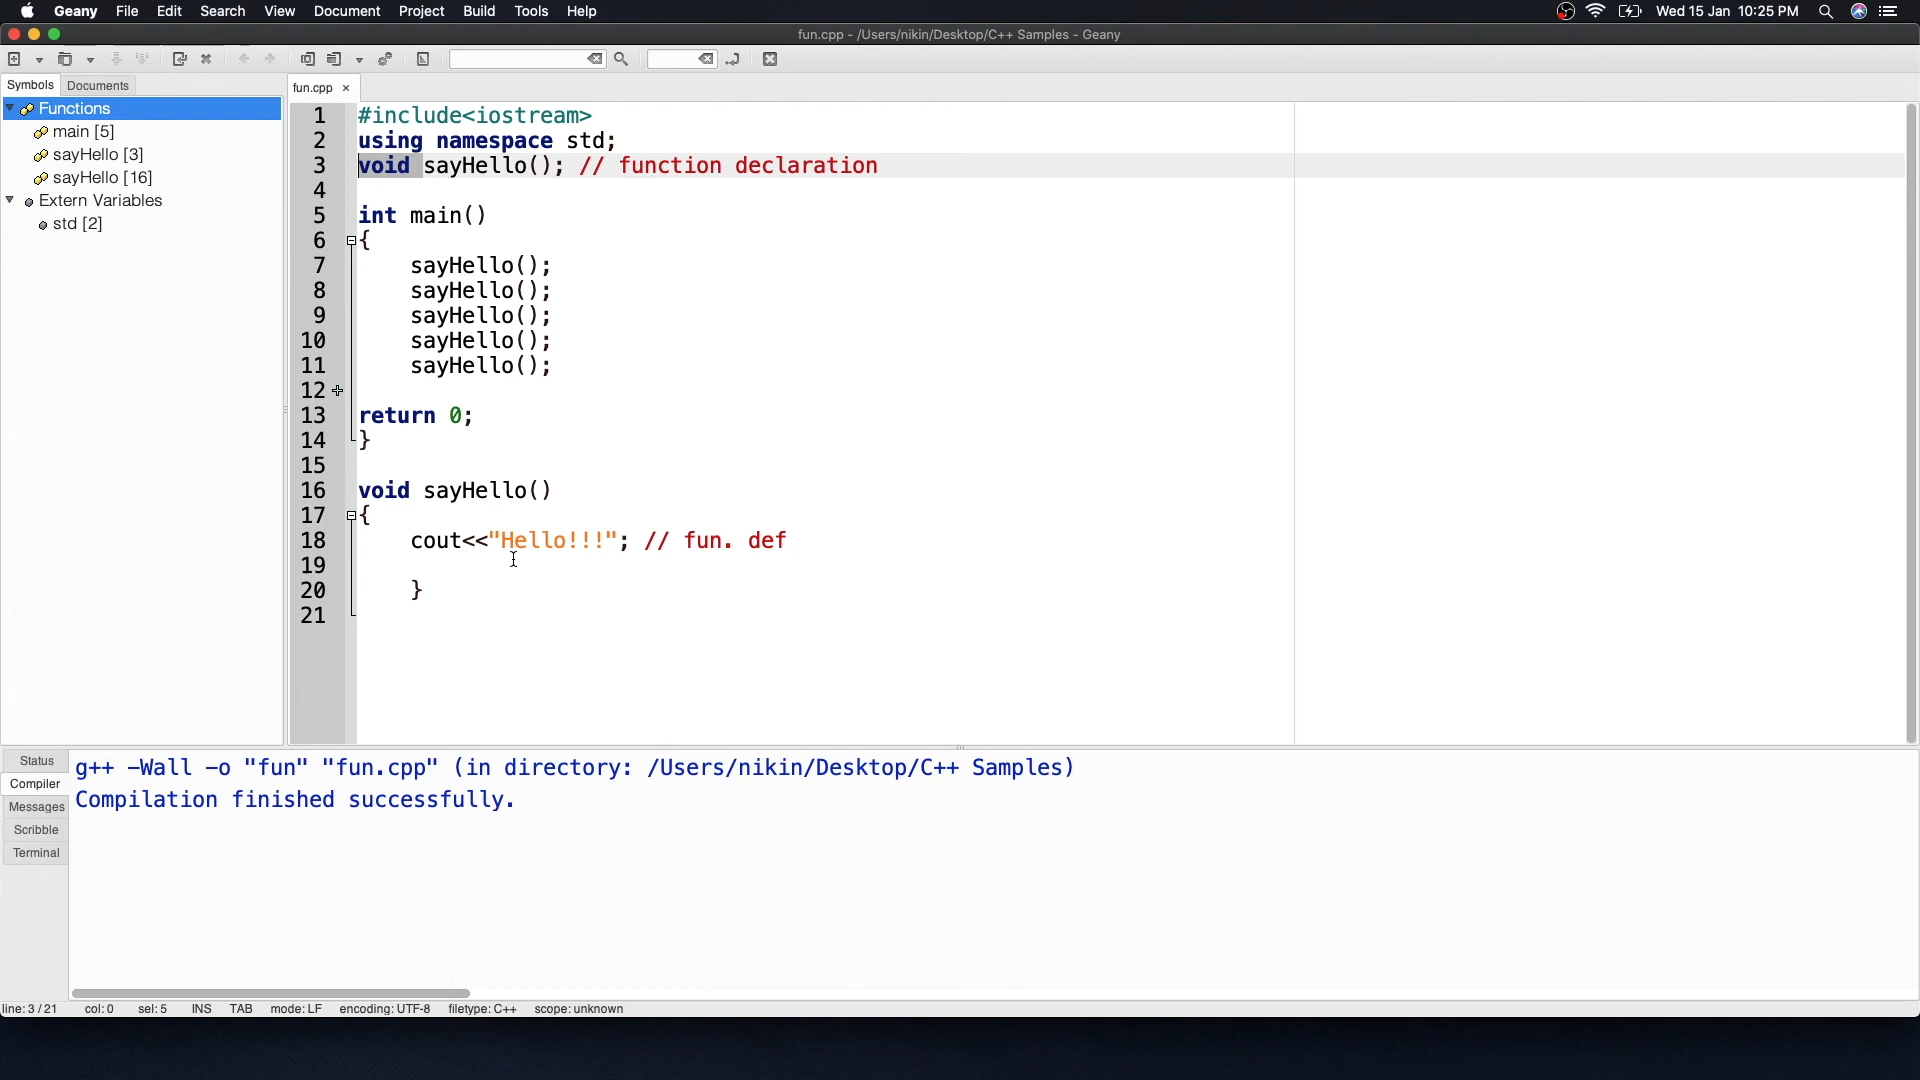 Geany File Edit Search View Document Project Build Tools Help Wed 15 Jan 10:25 PM
fun.cpp - /Users/nikin/Desktop/C++ Samples - Geany
Symbols Documents
Functions
main [5]
sayHello [3]
sayHello [16]
Extern Variables
std [2]
fun.cpp
1 #include<iostream>
2 using namespace std;
3 void sayHello(); // function declaration
4
5 int main()
6 {
7 sayHello();
8 sayHello();
9 sayHello();
10 sayHello();
11 sayHello();
12
13 return 0;
14 }
15
16 void sayHello()
17 {
18 cout<<"Hello!!!"; // fun. def
19
20 }
21
Status
Compiler
Messages
Scribble
Terminal
g++ -Wall -o "fun" "fun.cpp" (in directory: /Users/nikin/Desktop/C++ Samples)
Compilation finished successfully.
line: 3 / 21 col: 0 sel: 5 INS TAB mode: LF encoding: UTF-8 filetype: C++ scope: unknown